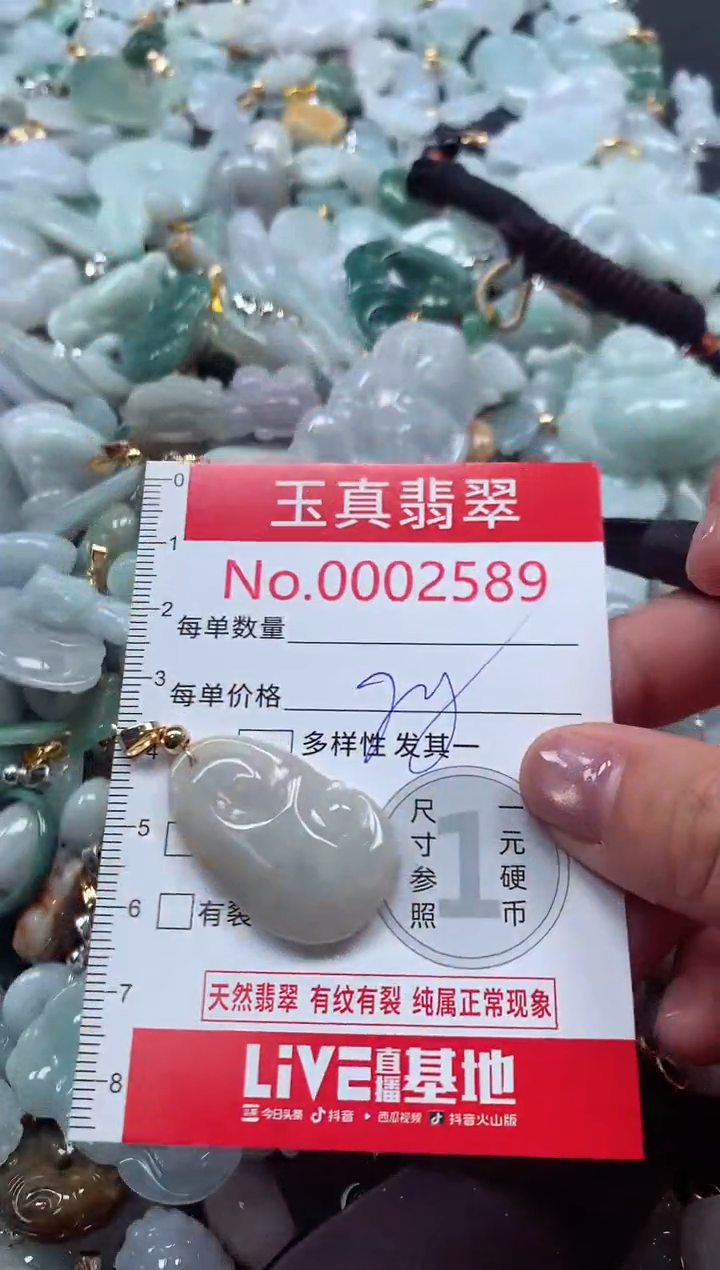 0
玉真翡翠
1
No.0002589
2
每单数量
3
每单价格
4
多样性 发其一
5
尺寸参照
1
一元硬币
6
有裂
7
天然翡翠 有纹有裂 纯属正常现象
8
LiVE直播基地
今日头条 抖音 西瓜视频 抖音火山版